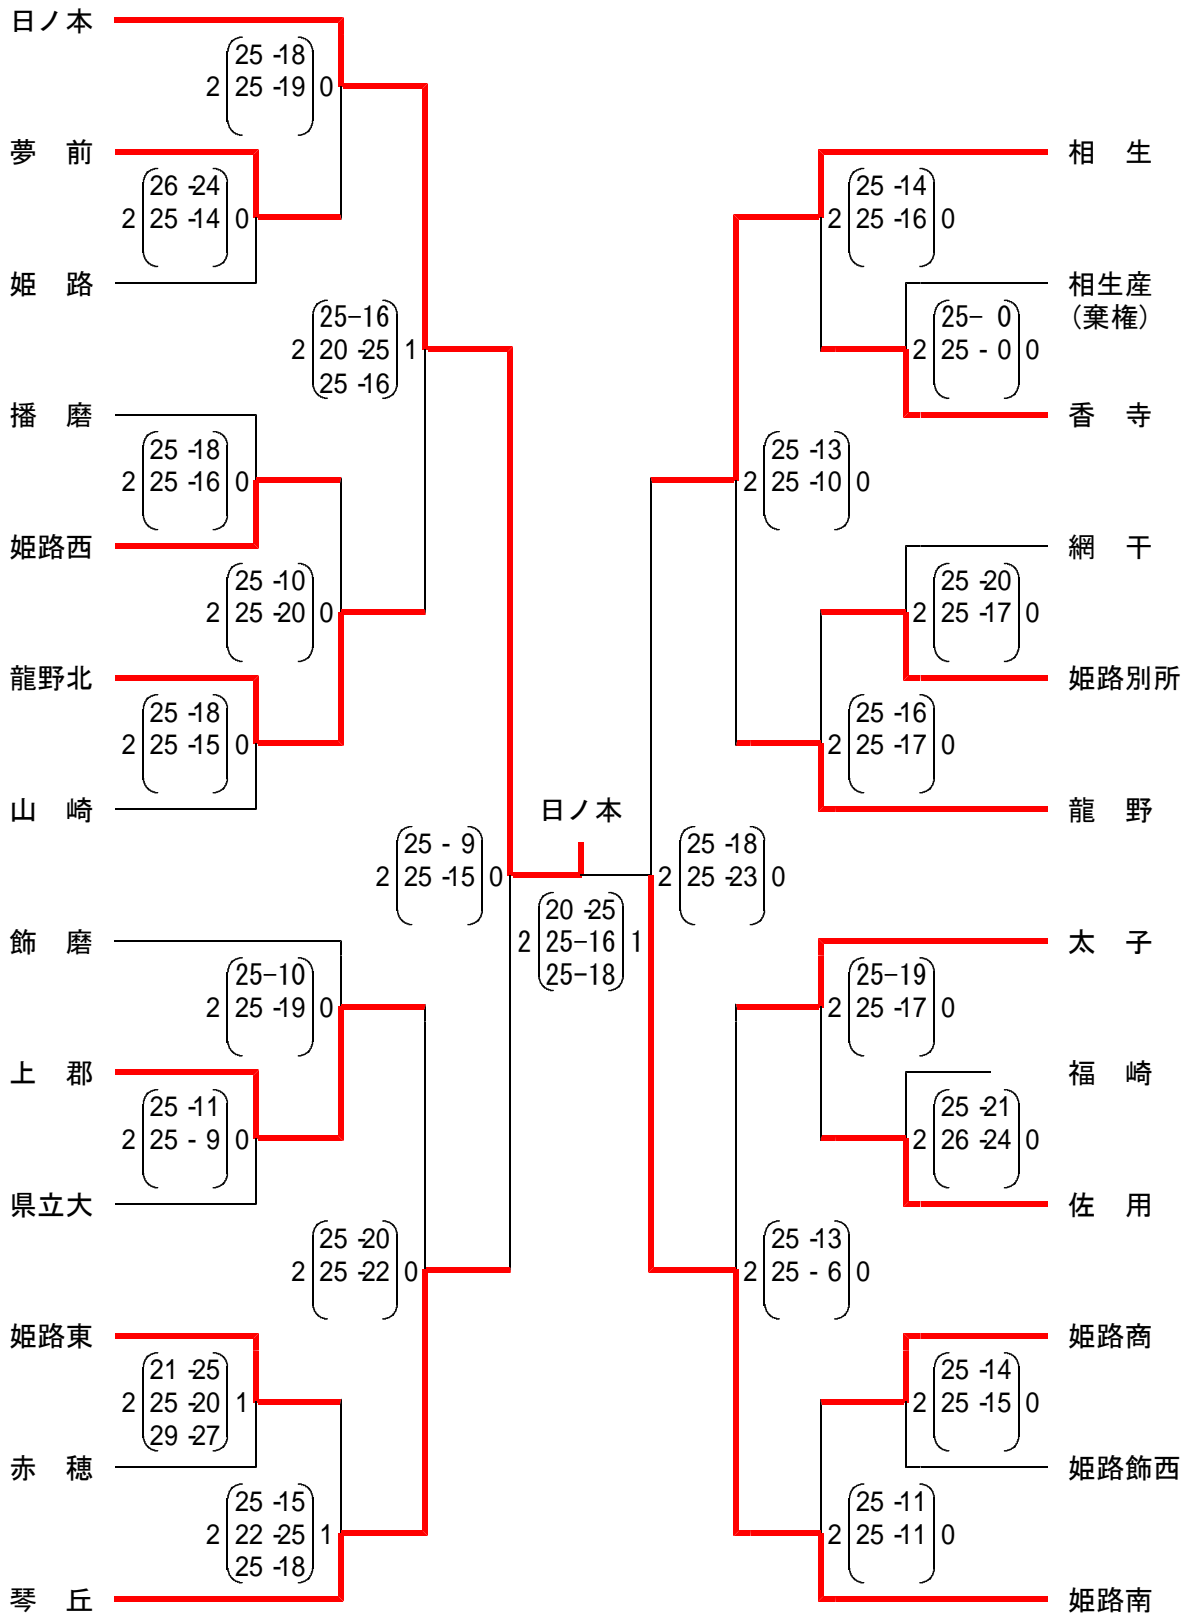 日ノ本
25 -18
2 25 -19 0
夢 前
26 -24
2 25 -14 0
姫 路
25-16
2 20 -25 1
25 -16
播 磨
25 -18
2 25 -16 0
姫路西
25 -10
2 25 -20 0
龍野北
25 -18
2 25 -15 0
山 崎
25 - 9
2 25 -15 0
飾 磨
25-10
2 25 -19 0
上 郡
25 -11
2 25 - 9 0
県立大
25 -20
2 25 -22 0
姫路東
21 -25
2 25 -20 1
29 -27
赤 穂
25 -15
2 22 -25 1
25 -18
琴 丘
日ノ本
20 -25
2 25-16 1
25-18
相 生
25 -14
2 25 -16 0
相生産
(棄権)
25- 0
2 25 - 0 0
香 寺
25 -13
2 25 -10 0
網 干
25 -20
2 25 -17 0
姫路別所
25 -16
2 25 -17 0
龍 野
25 -18
2 25 -23 0
太 子
25-19
2 25 -17 0
福 崎
25 -21
2 26 -24 0
佐 用
25 -13
2 25 - 6 0
姫路商
25 -14
2 25 -15 0
姫路飾西
25 -11
2 25 -11 0
姫路南